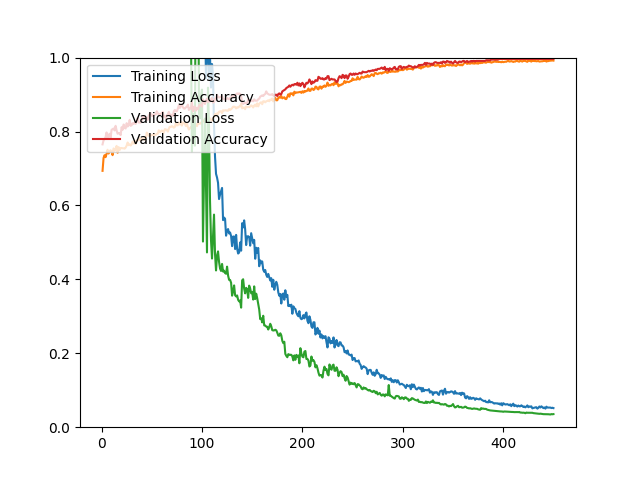 1.0
0.8
0.6
0.4
0.2
0.0
Training Loss
Training Accuracy
Validation Loss
Validation Accuracy
0 100 200 300 400